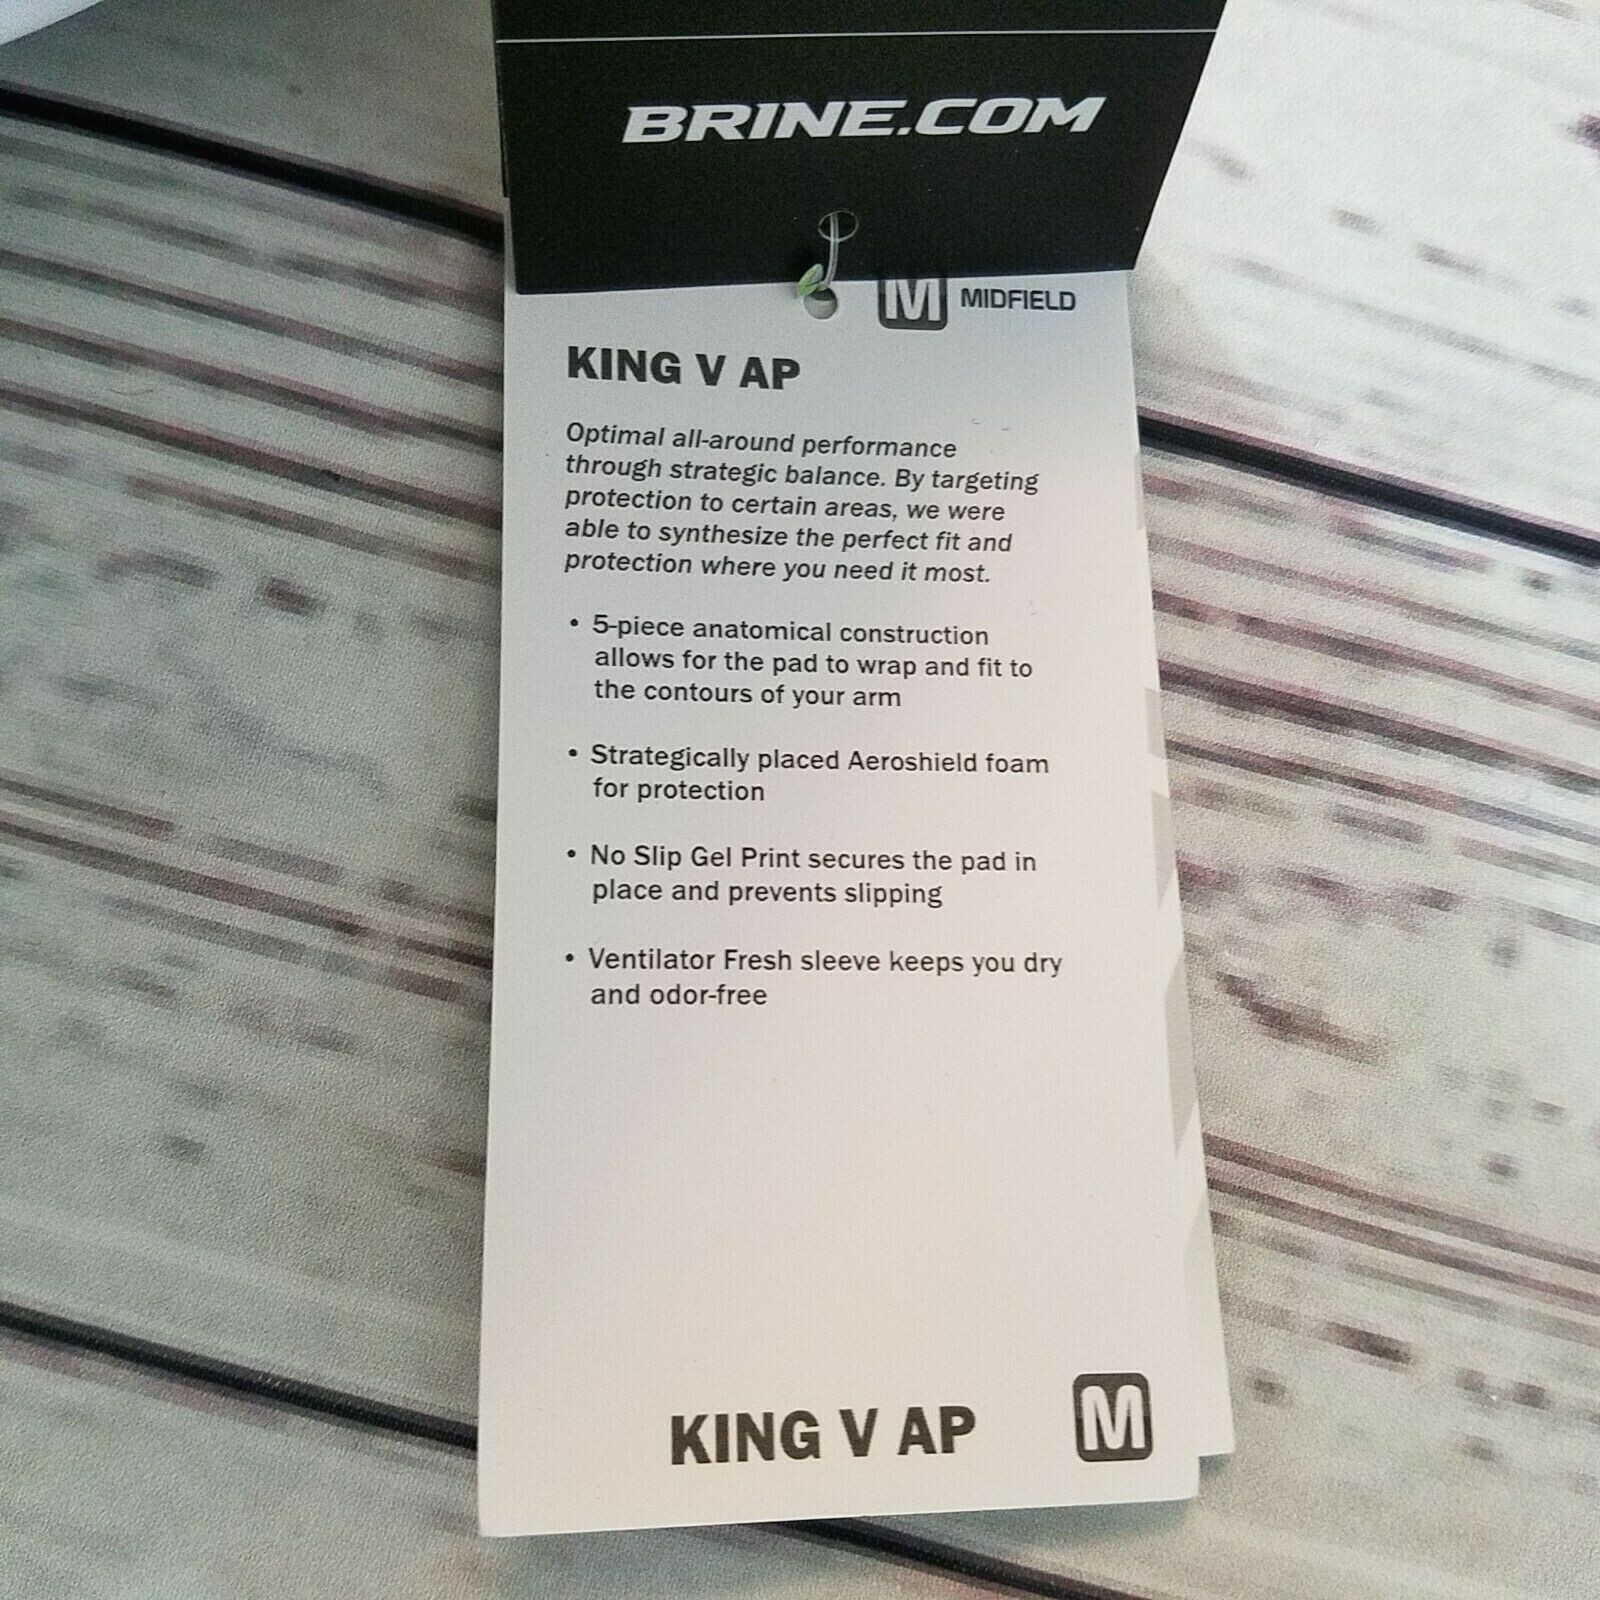 BRINE.COM
M MIDFIELD
KING V AP
Optimal all-around performance
through strategic balance. By targeting
protection to certain areas, we were
able to synthesize the perfect fit and
protection where you need it most.
• 5-piece anatomical construction
allows for the pad to wrap and fit to
the contours of your arm
• Strategically placed Aeroshield foam
for protection
• No Slip Gel Print secures the pad in
place and prevents slipping
• Ventilator Fresh sleeve keeps you dry
and odor-free
KING V AP M